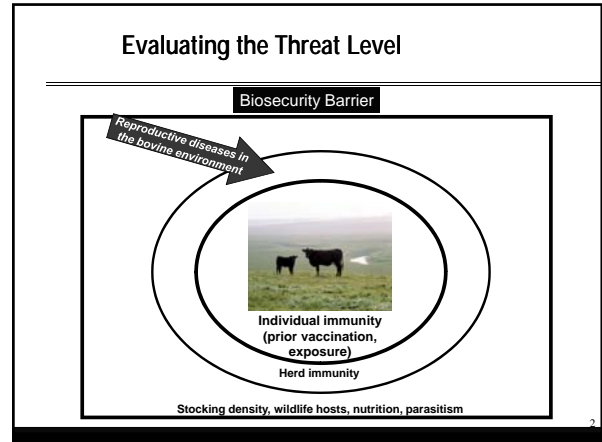 Evaluating the Threat Level
Biosecurity Barrier
Reproductive diseases in
the bovine environment
Individual immunity
(prior vaccination,
exposure)
Herd immunity
Stocking density, wildlife hosts, nutrition, parasitism
2